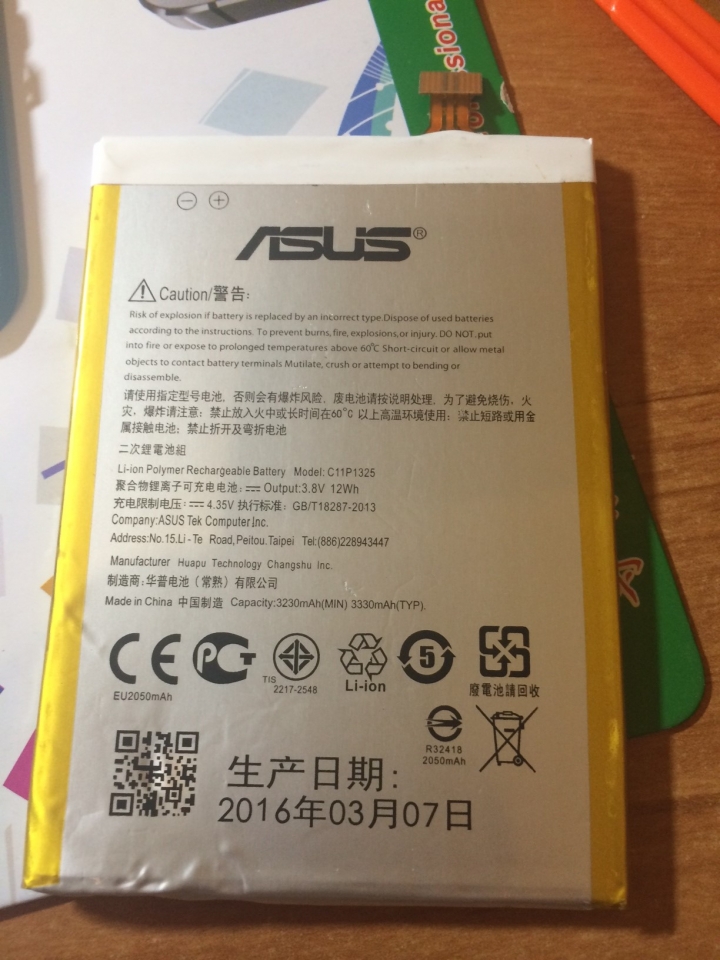 sional
⊖ ⊕
ASUS®
Caution/警告:
Risk of explosion if battery is replaced by an incorrect type.Dispose of used batteries
according to the instructions. To prevent burns,fire,explosions,or injury. DO NOT, put
into fire or expose to prolonged temperatures above 60℃ Short-circuit or allow metal
objects to contact battery terminals Mutilate, crush or attempt to bending or
disassemble.
请使用指定型号电池，否则会有爆炸风险，废电池请按说明处理，为了避免烧伤，火
灾，爆炸请注意：禁止放入火中或长时间在60°C 以上高温环境使用：禁止短路或用金
属接触电池：禁止折开及弯折电池
二次鋰電池組
Li-ion Polymer Rechargeable Battery Model: C11P1325
聚合物锂离子可充电电池: ⎓ Output:3.8V 12Wh
充电限制电压: ⎓ 4.35V 执行标准: GB/T18287-2013
Company:ASUS Tek Computer Inc.
Address:No.15.Li-Te Road,Peitou.Taipei Tel:(886)228943447
Manufacturer Huapu Technology Changshu Inc.
制造商:华普电池（常熟）有限公司
Made in China 中国制造 Capacity:3230mAh(MIN) 3330mAh(TYP).
CE PCT 5
EU2050mAh TIS 2217-2548 Li-ion 廢電池請回收
R32418
2050mAh
生产日期:
2016年03月07日